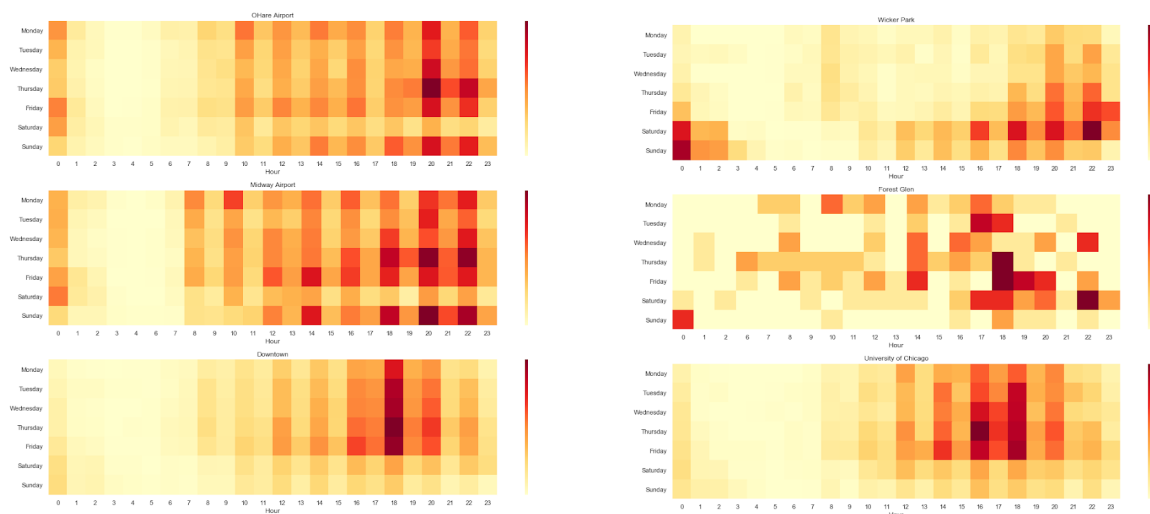 OHare Airport
Monday
Tuesday
Wednesday
Thursday
Friday
Saturday
Sunday
0 1 2 3 4 5 6 7 8 9 10 11 12 13 14 15 16 17 18 19 20 21 22 23
Hour
Midway Airport
Monday
Tuesday
Wednesday
Thursday
Friday
Saturday
Sunday
0 1 2 3 4 5 6 7 8 9 10 11 12 13 14 15 16 17 18 19 20 21 22 23
Hour
Downtown
Monday
Tuesday
Wednesday
Thursday
Friday
Saturday
Sunday
0 1 2 3 4 5 6 7 8 9 10 11 12 13 14 15 16 17 18 19 20 21 22 23
Hour
Wicker Park
Monday
Tuesday
Wednesday
Thursday
Friday
Saturday
Sunday
0 1 2 3 4 5 6 7 8 9 10 11 12 13 14 15 16 17 18 19 20 21 22 23
Hour
Forest Glen
Monday
Tuesday
Wednesday
Thursday
Friday
Saturday
Sunday
0 1 2 3 4 5 6 7 8 9 10 11 12 13 14 15 16 17 18 19 20 21 22 23
Hour
University of Chicago
Monday
Tuesday
Wednesday
Thursday
Friday
Saturday
Sunday
0 1 2 3 4 5 6 7 8 9 10 11 12 13 14 15 16 17 18 19 20 21 22 23
Hour